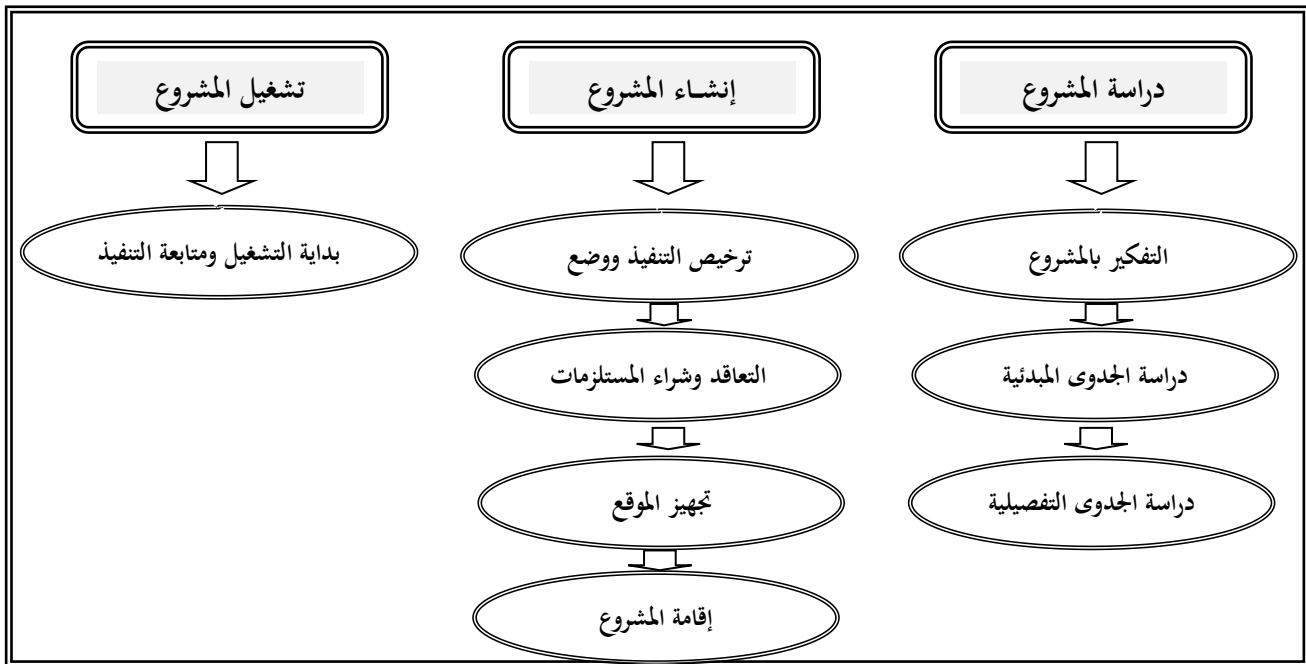 دراسة المشروع
إنشـاء المشروع
تشغيل المشروع
التفكير بالمشروع
ترخيص التنفيذ ووضع
بداية التشغيل ومتابعة التنفيذ
دراسة الجدوى المبدئية
التعاقد وشراء المستلزمات
دراسة الجدوى التفصيلية
تجهيز الموقع
إقامة المشروع